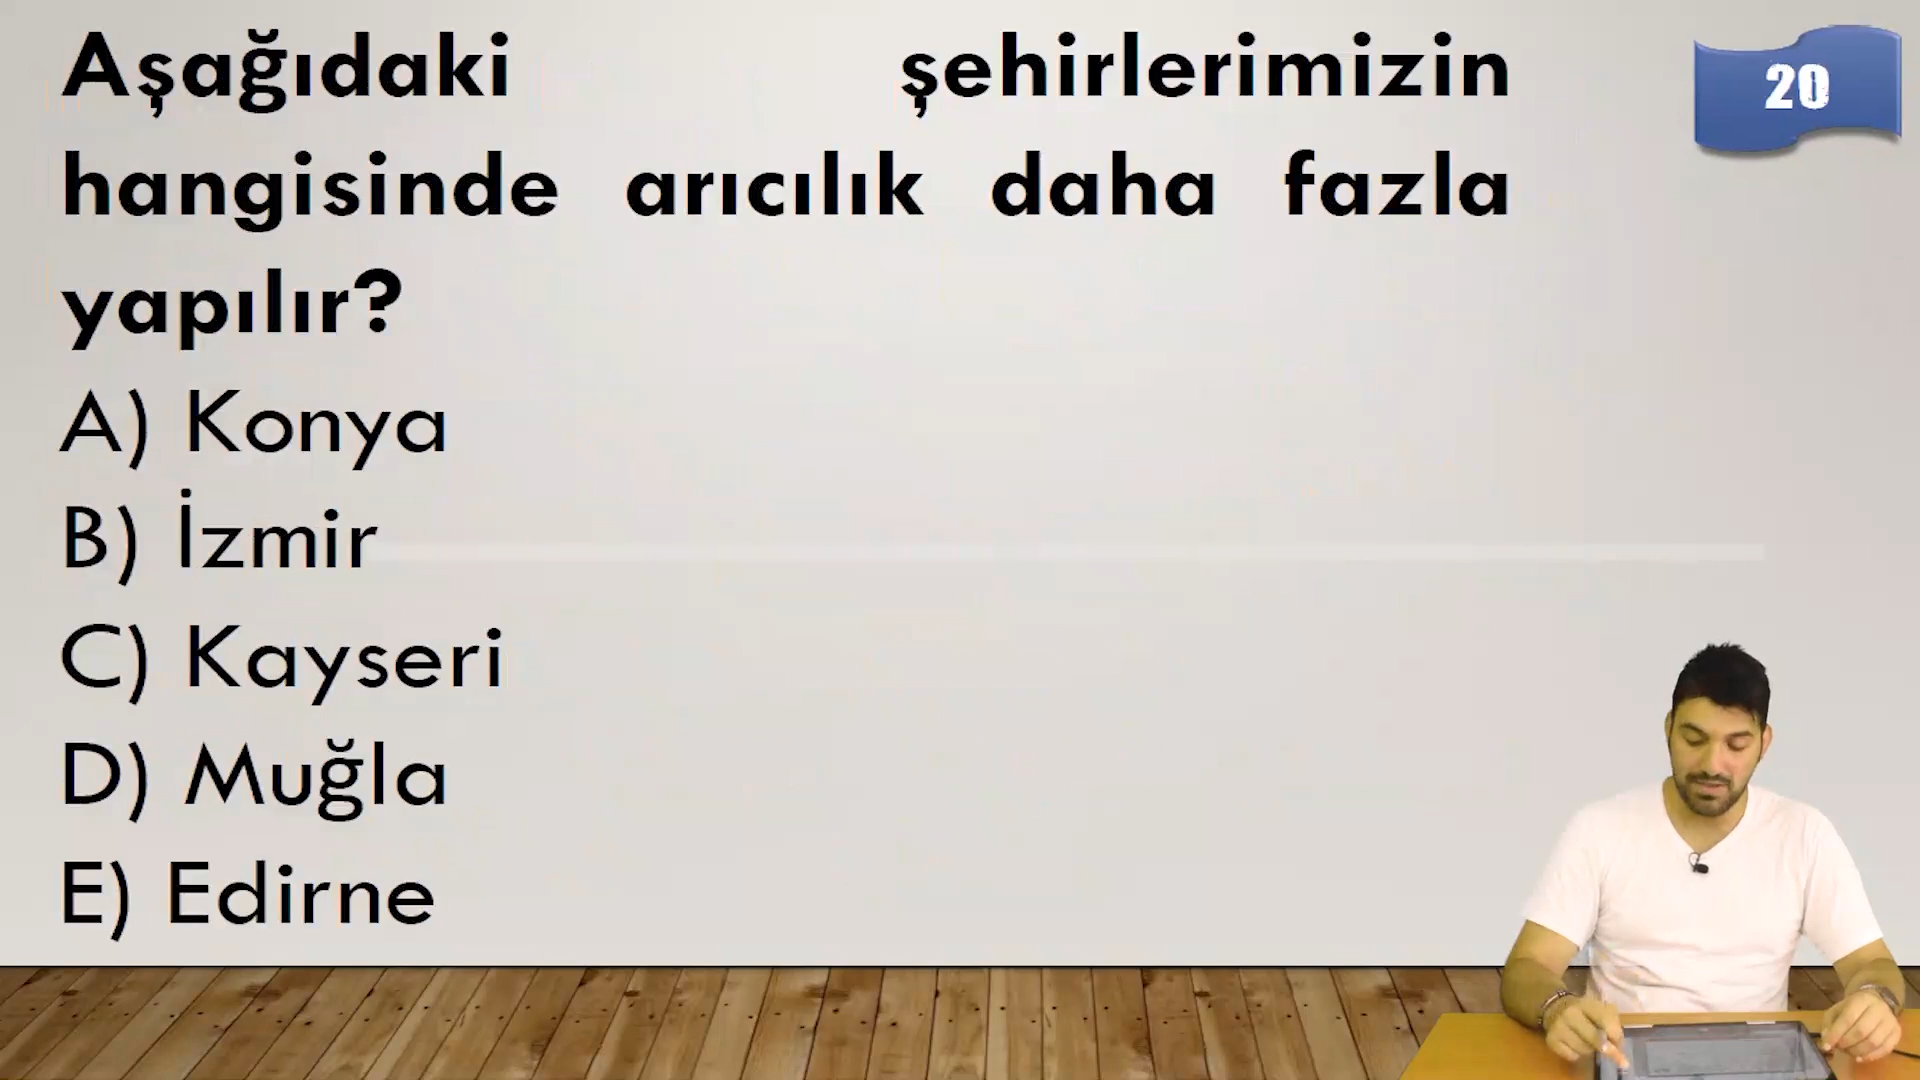 Aşağıdaki şehirlerimizin
hangisinde arıcılık daha fazla
yapılır?
A) Konya
B) İzmir
C) Kayseri
D) Muğla
E) Edirne
20